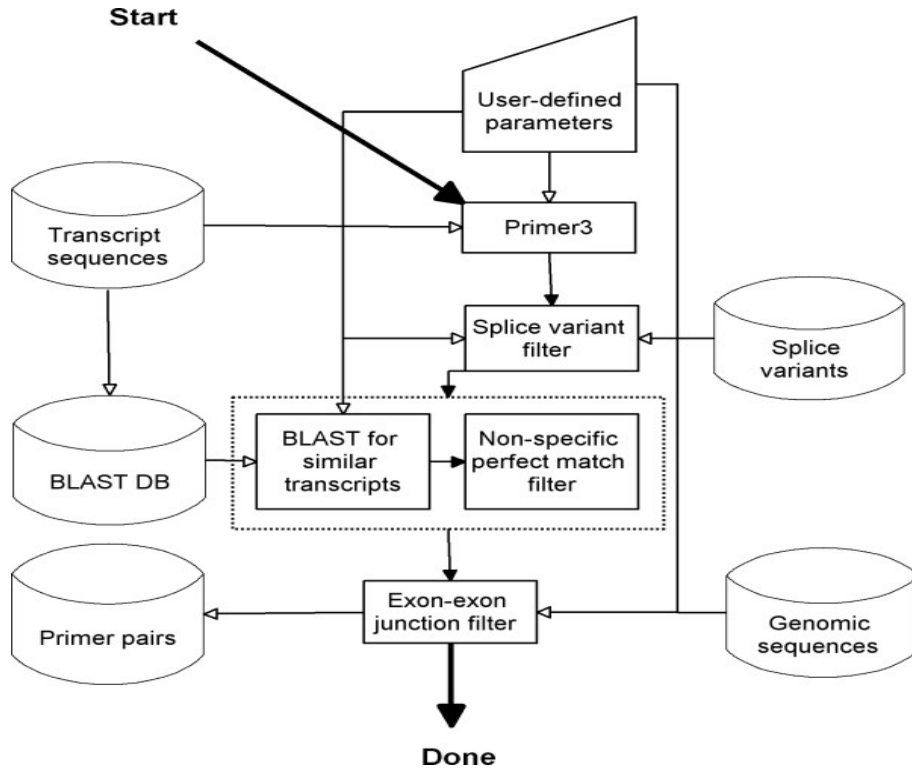 Start
User-defined
parameters
Transcript
sequences
Primer3
Splice variant
filter
Splice
variants
BLAST DB
BLAST for
similar
transcripts
Non-specific
perfect match
filter
Primer pairs
Exon-exon
junction filter
Genomic
sequences
Done